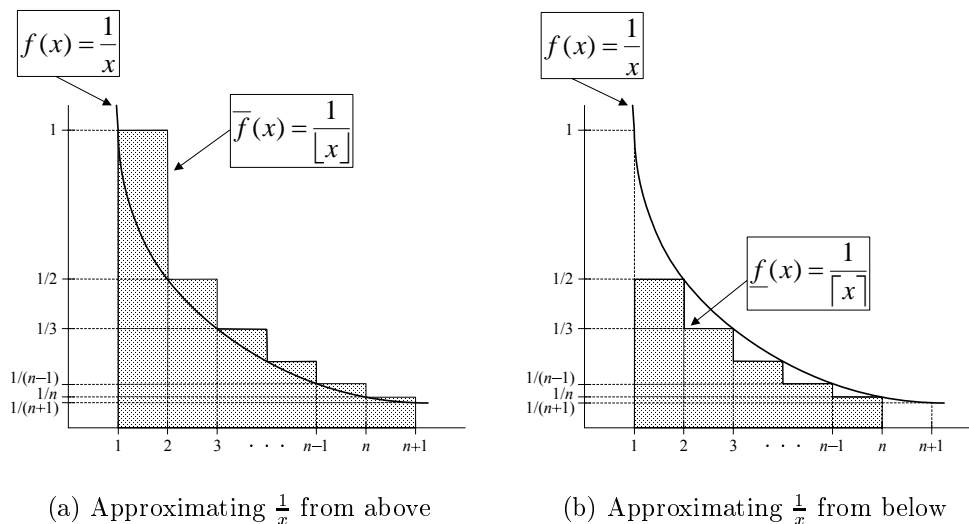 f(x) = 1/x
f̅(x) = 1/⌊x⌋
1
1/2
1/3
1/(n−1)
1/n
1/(n+1)
1 2 3 · · · n−1 n n+1
(a) Approximating 1/x from above
f(x) = 1/x
f̲(x) = 1/⌈x⌉
1
1/2
1/3
1/(n−1)
1/n
1/(n+1)
1 2 3 · · · n−1 n n+1
(b) Approximating 1/x from below